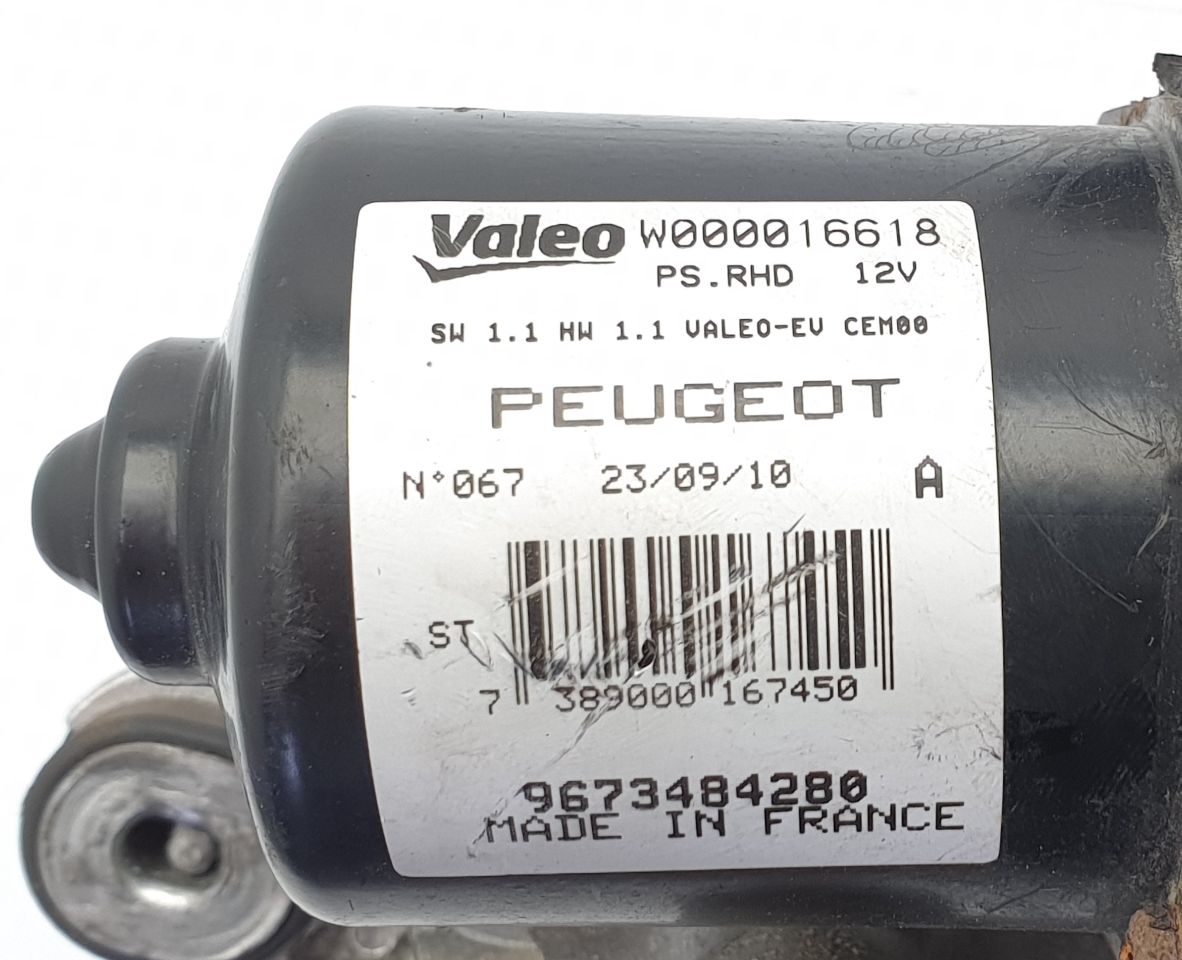 Valeo W000016618
PS.RHD 12V
SW 1.1 HW 1.1 VALEO-EV CEM00
PEUGEOT
N°067 23/09/10 A
ST
7 389000 167450
9673484280
MADE IN FRANCE